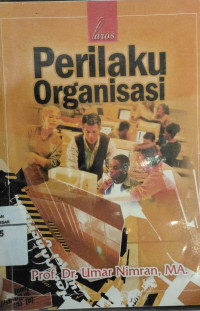 Perilaku
Organisasi
Prof. Dr. Umar Nimran, MA.